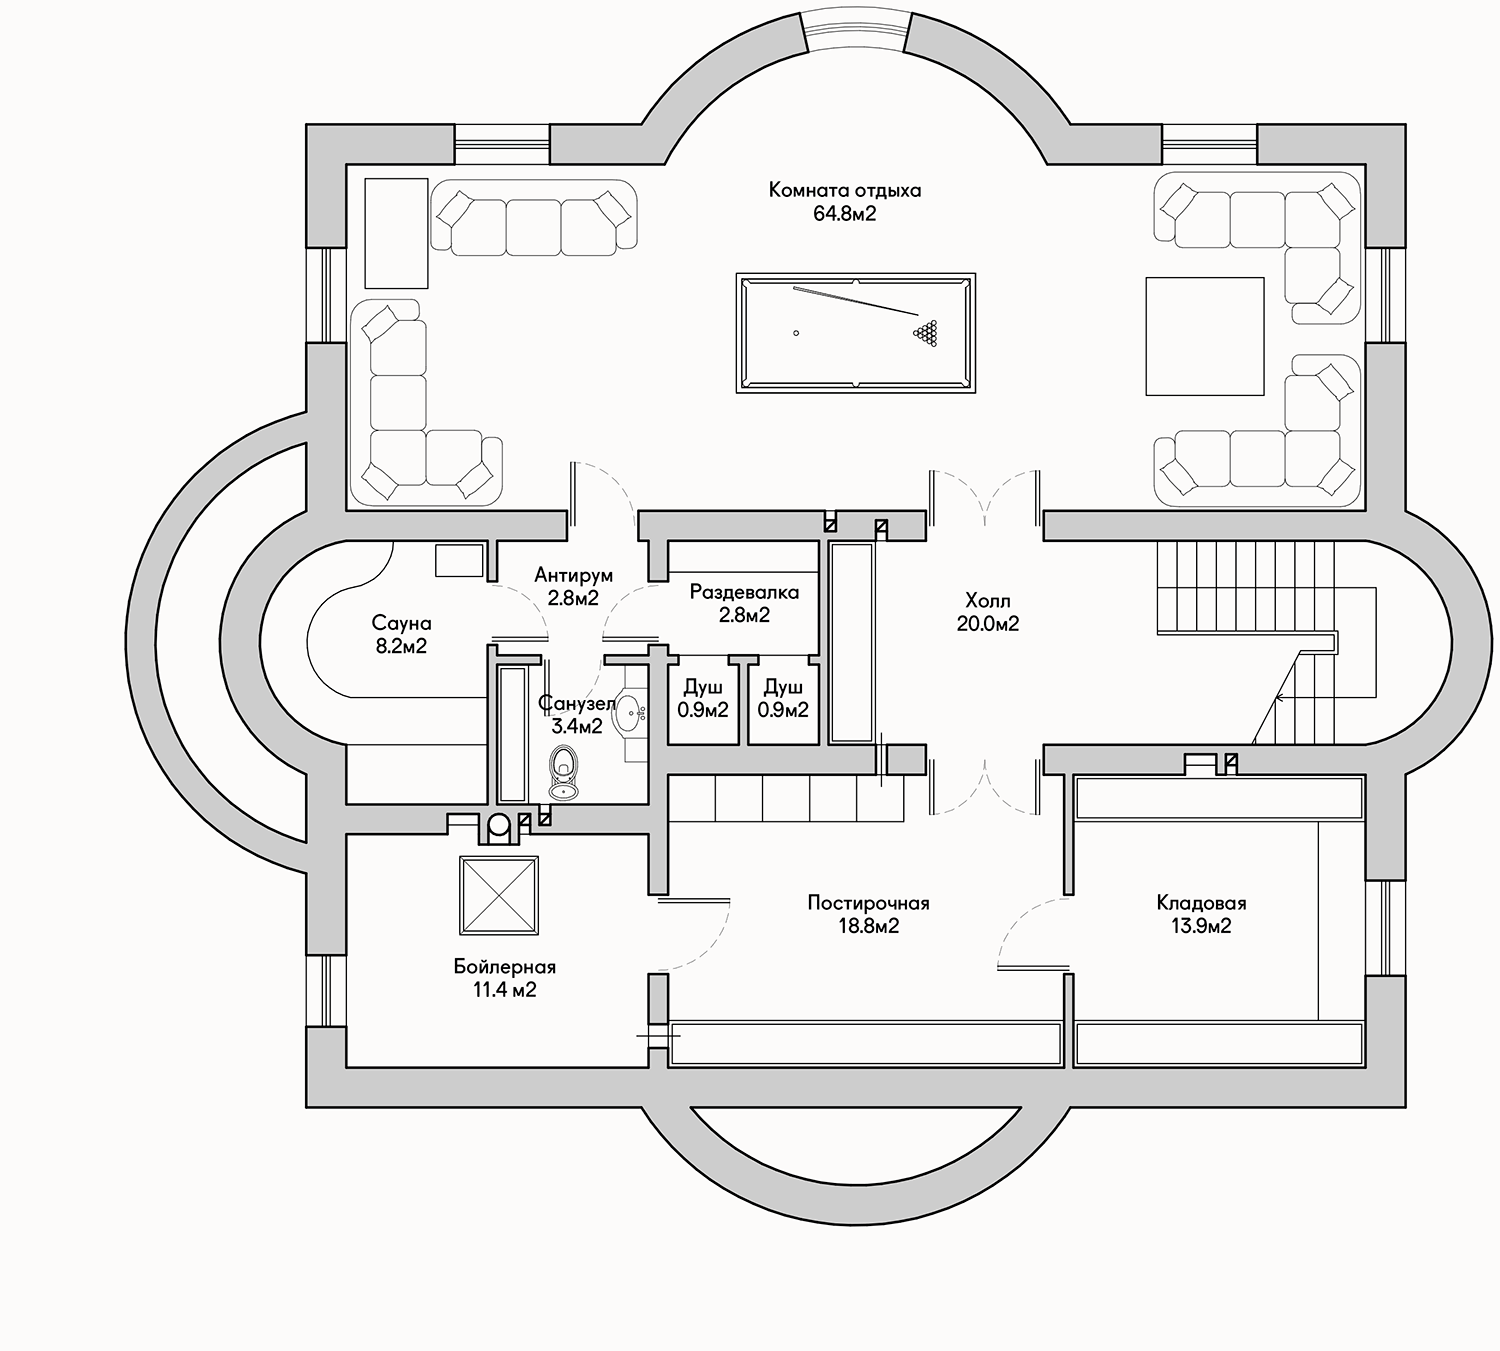 Комната отдыха
64.8м2
Антирум
2.8м2
Раздевалка
2.8м2
Холл
20.0м2
Сауна
8.2м2
Санузел
3.4м2
Душ
0.9м2
Душ
0.9м2
Постирочная
18.8м2
Кладовая
13.9м2
Бойлерная
11.4 м2